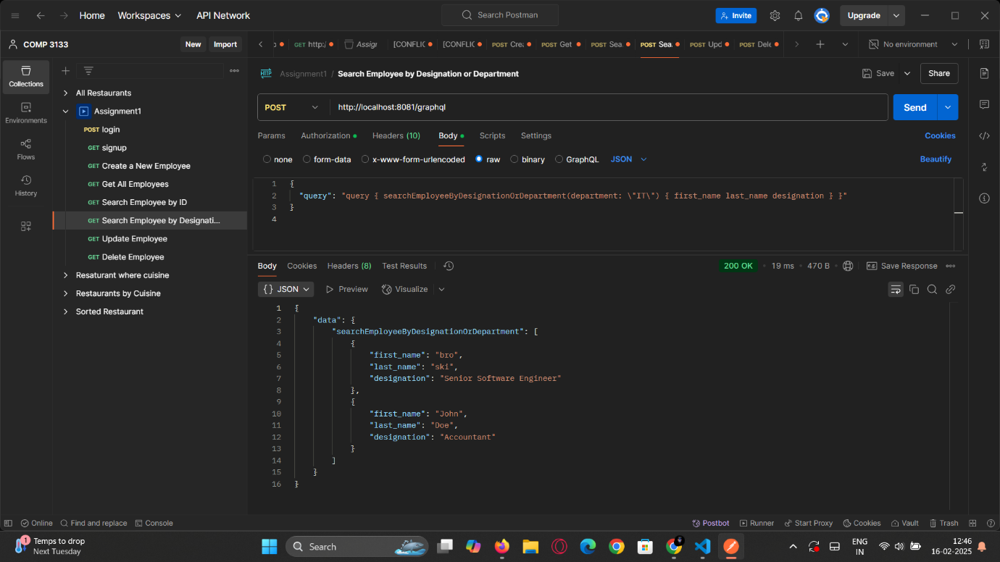 Home Workspaces API Network Search Postman Invite Upgrade
COMP 3133 New Import
GET http:/ Assign [CONFLIC [CONFLIC POST Cre POST Get POST Sea. POST Sea. POST Upd POST Dele No environment
Collections
Environments
Flows
History
All Restaurants
Assignment1
POST login
GET signup
GET Create a New Employee
GET Get All Employees
GET Search Employee by ID
GET Search Employee by Designati...
GET Update Employee
GET Delete Employee
Resaturant where cuisine
Restaurants by Cuisine
Sorted Restaurant
HTTP Assignment1 / Search Employee by Designation or Department Save Share
POST http://localhost:8081/graphql Send
Params Authorization Headers (10) Body Scripts Settings Cookies
none form-data x-www-form-urlencoded raw binary GraphQL JSON Beautify
1 {
2 "query": "query { searchEmployeeByDesignationOrDepartment(department: \"IT\") { first_name last_name designation } }"
3 }
4
Body Cookies Headers (8) Test Results 200 OK 19 ms 470 B e.g. Save Response
{} JSON Preview Visualize
1 {
2 "data": {
3 "searchEmployeeByDesignationOrDepartment": [
4 {
5 "first_name": "bro",
6 "last_name": "ski",
7 "designation": "Senior Software Engineer"
8 },
9 {
10 "first_name": "John",
11 "last_name": "Doe",
12 "designation": "Accountant"
13 }
14 ]
15 }
16 }
Online Find and replace Console Postbot Runner Start Proxy Cookies Vault Trash
1 Temps to drop
Next Tuesday
Search
ENG
IN
12:46
16-02-2025